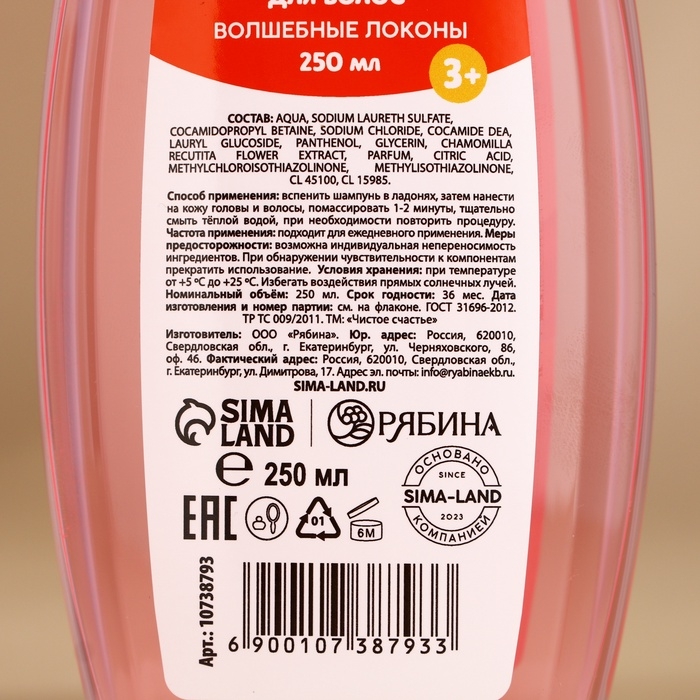 ДЛЯ ВОЛОС
ВОЛШЕБНЫЕ ЛОКОНЫ
250 мл
3+
СОСТАВ: AQUA, SODIUM LAURETH SULFATE,
COCAMIDOPROPYL BETAINE, SODIUM CHLORIDE, COCAMIDE DEA,
LAURYL GLUCOSIDE, PANTHENOL, GLYCERIN, CHAMOMILLA
RECUTITA FLOWER EXTRACT, PARFUM, CITRIC ACID,
METHYLCHLOROISOTHIAZOLINONE, METHYLISOTHIAZOLINONE,
CL 45100, CL 15985.
Способ применения: вспенить шампунь в ладонях, затем нанести
на кожу головы и волосы, помассировать 1-2 минуты, тщательно
смыть тёплой водой, при необходимости повторить процедуру.
Частота применения: подходит для ежедневного применения. Меры
предосторожности: возможна индивидуальная непереносимость
ингредиентов. При обнаружении чувствительности к компонентам
прекратить использование. Условия хранения: при температуре
от +5 ºС до +25 ºС. Избегать воздействия прямых солнечных лучей.
Номинальный объём: 250 мл. Срок годности: 36 мес. Дата
изготовления и номер партии: см. на флаконе. ГОСТ 31696-2012.
ТР ТС 009/2011. ТМ: «Чистое счастье»
Изготовитель: ООО «Рябина». Юр. адрес: Россия, 620010,
Свердловская обл., г. Екатеринбург, ул. Черняховского, 86,
оф. 46. Фактический адрес: Россия, 620010, Свердловская обл.,
г. Екатеринбург, ул. Димитрова, 17. Адрес эл. почты: info@ryabinaekb.ru.
SIMA-LAND.RU
SIMA
LAND
РЯБИНА
℮ 250 мл
ОСНОВАНО
SINCE
SIMA-LAND
2023
КОМПАНИЕЙ
EAC
01
6М
Арт.: 10738793
6 900107 387933